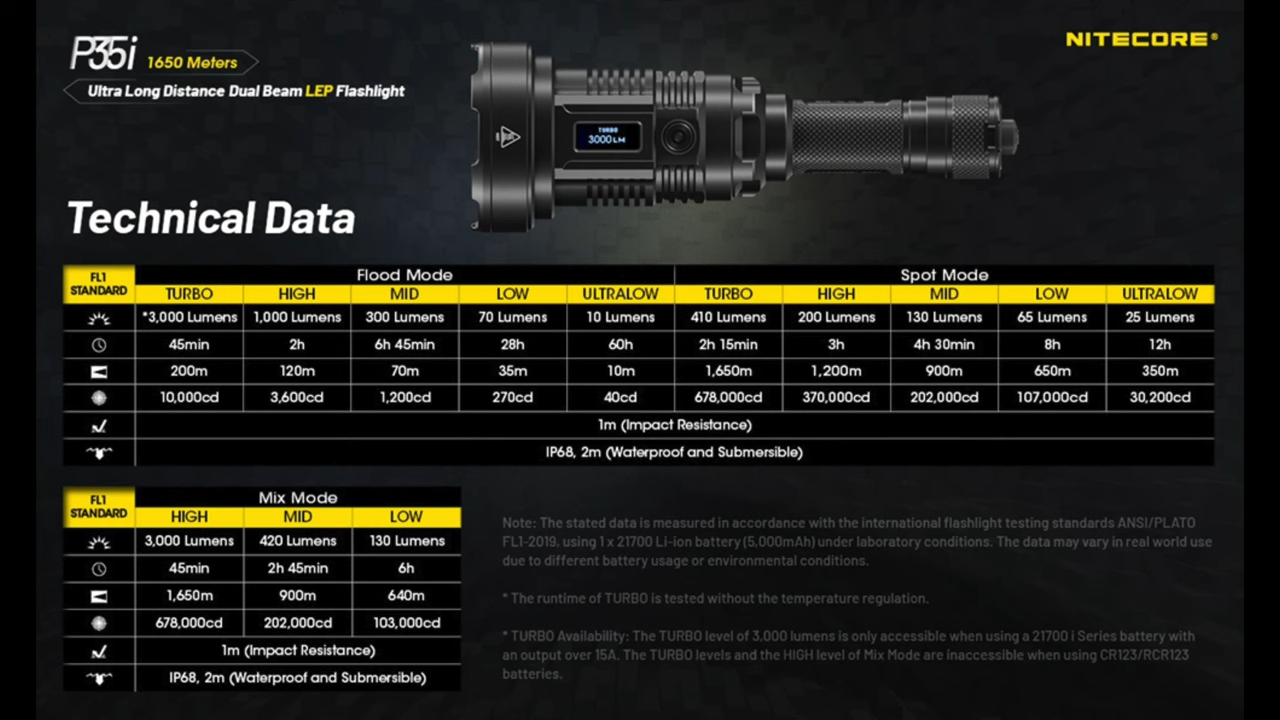 P35i 1650 Meters
NITECORE®
Ultra Long Distance Dual Beam LEP Flashlight
TURBO
3000 LM
Technical Data
FL1 STANDARD Flood Mode Spot Mode
TURBO HIGH MID LOW ULTRALOW TURBO HIGH MID LOW ULTRALOW
*3,000 Lumens 1,000 Lumens 300 Lumens 70 Lumens 10 Lumens 410 Lumens 200 Lumens 130 Lumens 65 Lumens 25 Lumens
45min 2h 6h 45min 28h 60h 2h 15min 3h 4h 30min 8h 12h
200m 120m 70m 35m 10m 1,650m 1,200m 900m 650m 350m
10,000cd 3,600cd 1,200cd 270cd 40cd 678,000cd 370,000cd 202,000cd 107,000cd 30,200cd
1m (Impact Resistance)
IP68, 2m (Waterproof and Submersible)
FL1 STANDARD Mix Mode
HIGH MID LOW
3,000 Lumens 420 Lumens 130 Lumens
45min 2h 45min 6h
1,650m 900m 640m
678,000cd 202,000cd 103,000cd
1m (Impact Resistance)
IP68, 2m (Waterproof and Submersible)
Note: The stated data is measured in accordance with the international flashlight testing standards ANSI/PLATO
FL1-2019, using 1 x 21700 Li-ion battery (5,000mAh) under laboratory conditions. The data may vary in real world use
due to different battery usage or environmental conditions.
* The runtime of TURBO is tested without the temperature regulation.
* TURBO Availability: The TURBO level of 3,000 lumens is only accessible when using a 21700 i Series battery with
an output over 15A. The TURBO levels and the HIGH level of Mix Mode are inaccessible when using CR123/RCR123
batteries.